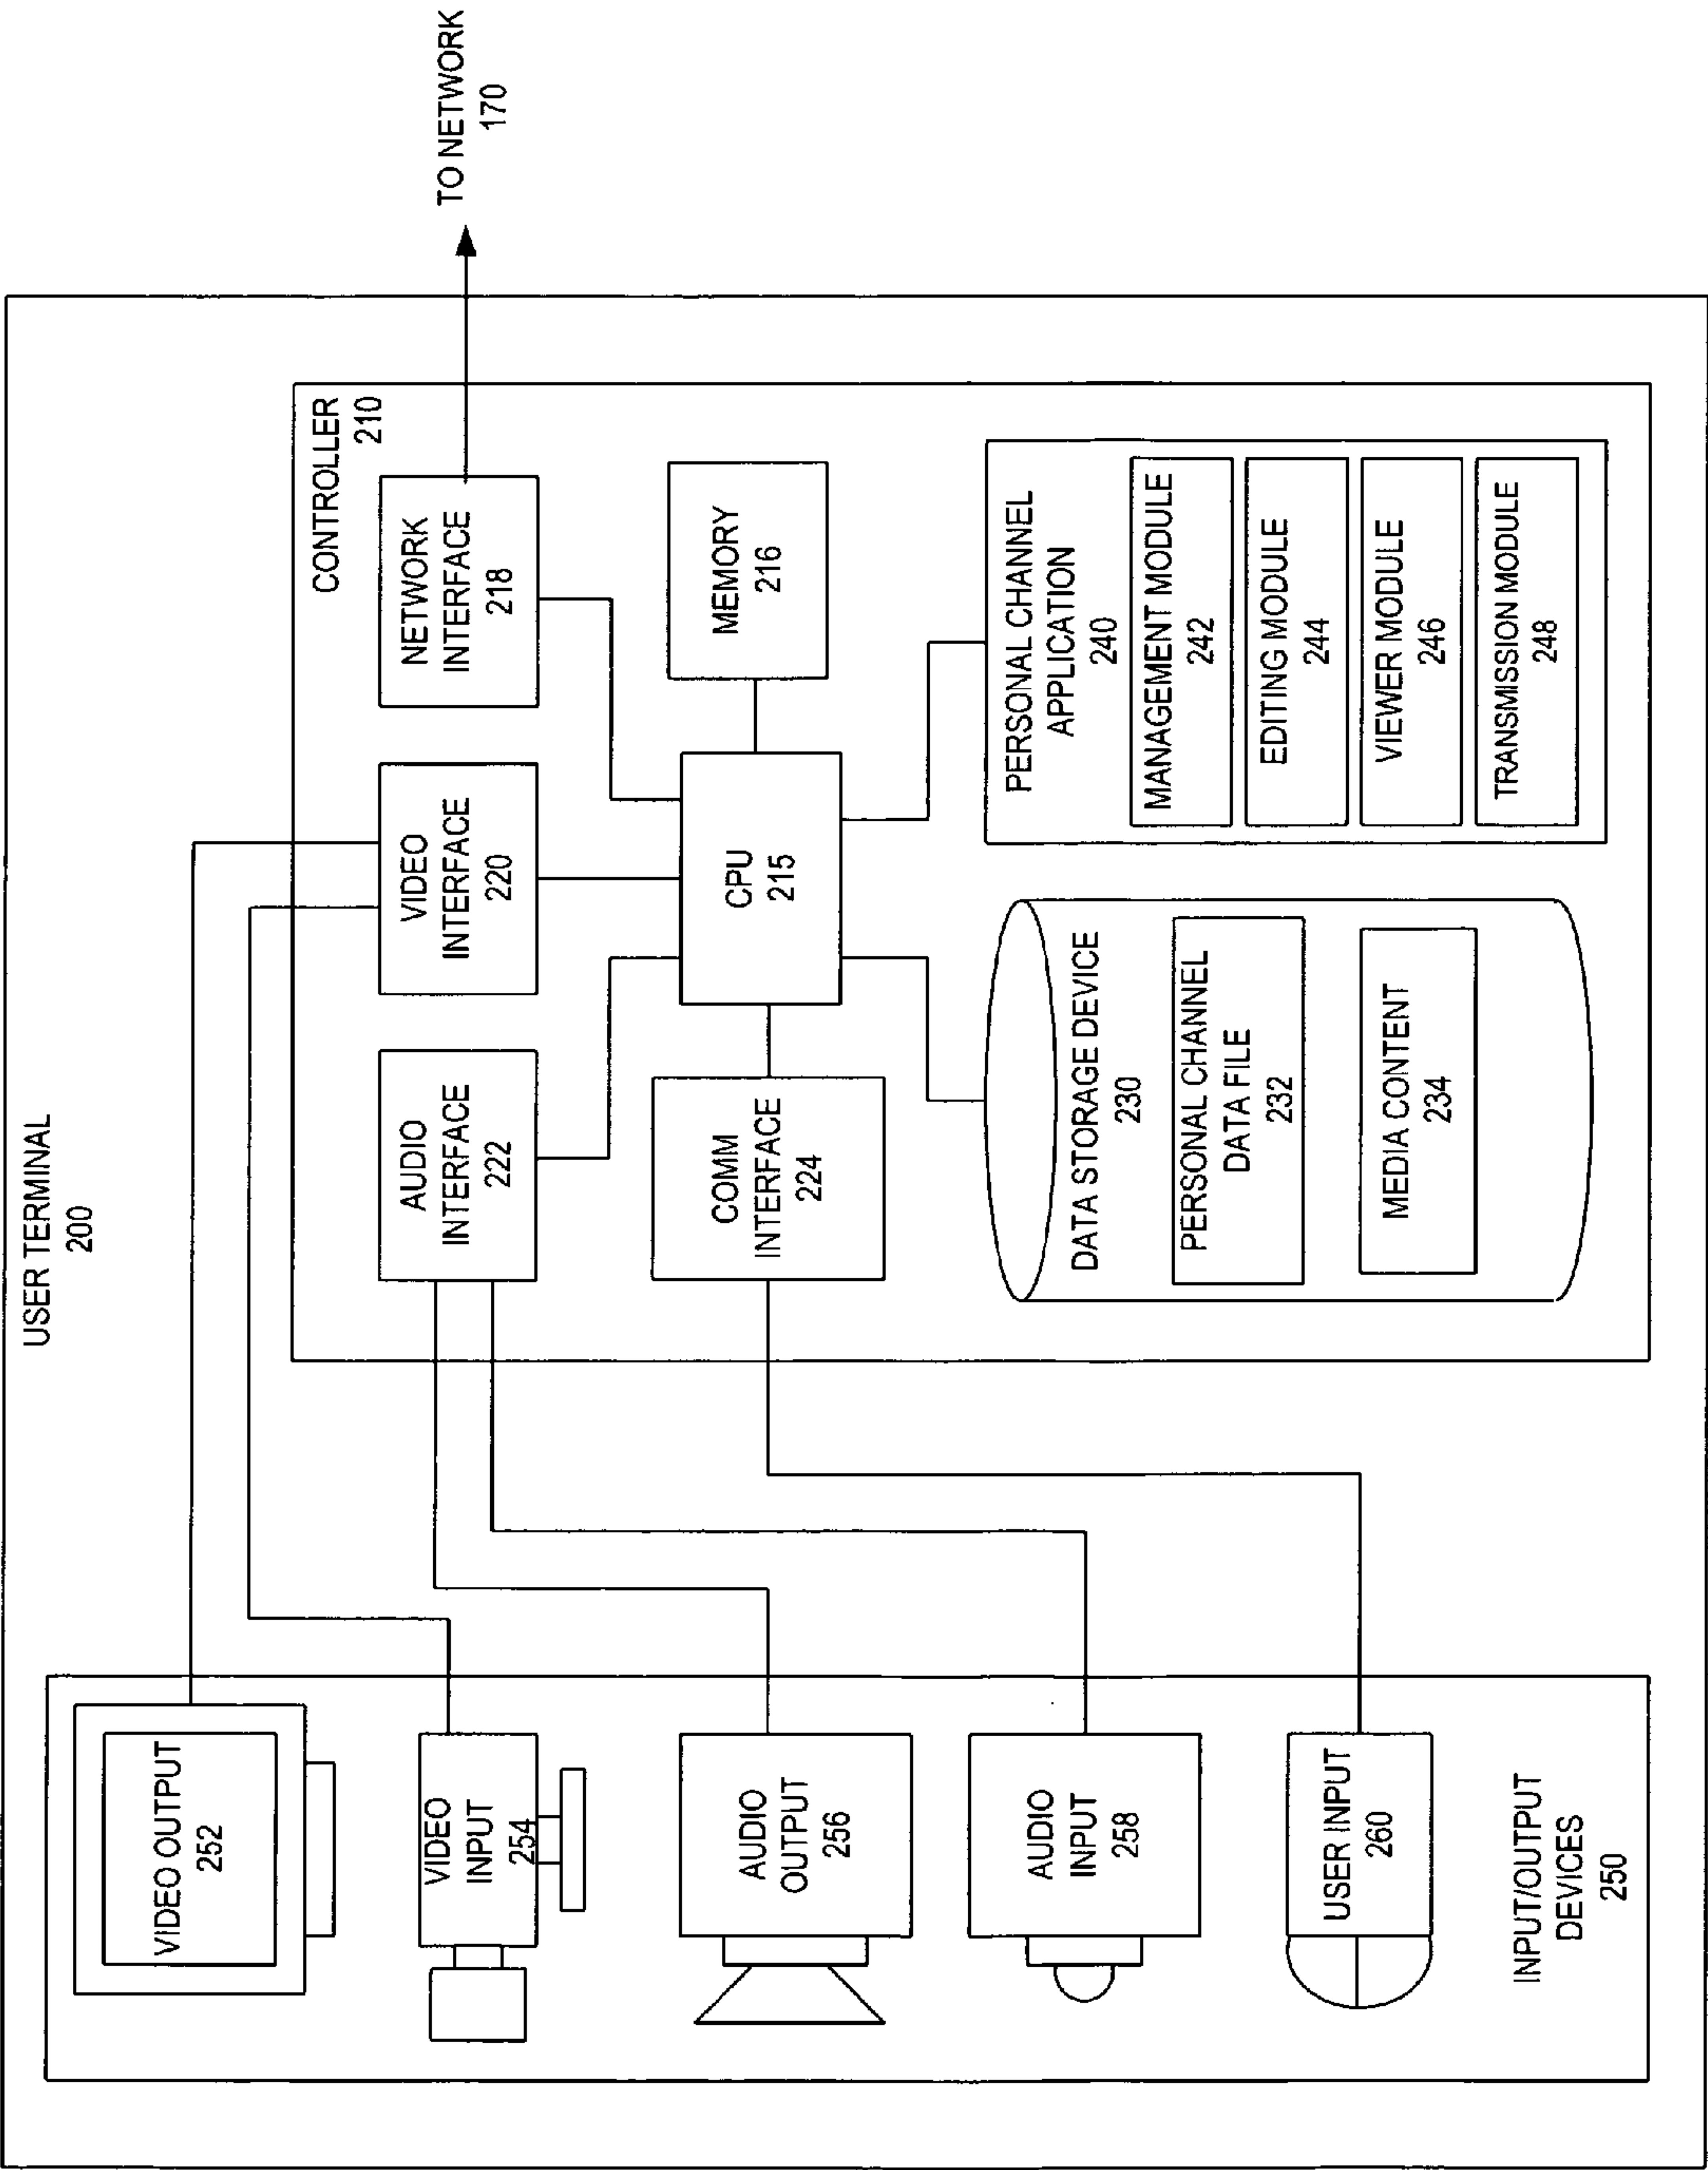 USER TERMINAL
200
VIDEO OUTPUT
252
VIDEO
INPUT
254
AUDIO
OUTPUT
256
AUDIO
INPUT
258
USER INPUT
260
INPUT/OUTPUT
DEVICES
250
CONTROLLER
210
AUDIO
INTERFACE
222
VIDEO
INTERFACE
220
NETWORK
INTERFACE
218
TO NETWORK
170
COMM
INTERFACE
224
CPU
215
MEMORY
216
DATA STORAGE DEVICE
230
PERSONAL CHANNEL
DATA FILE
232
MEDIA CONTENT
234
PERSONAL CHANNEL
APPLICATION
240
MANAGEMENT MODULE
242
EDITING MODULE
244
VIEWER MODULE
246
TRANSMISSION MODULE
248